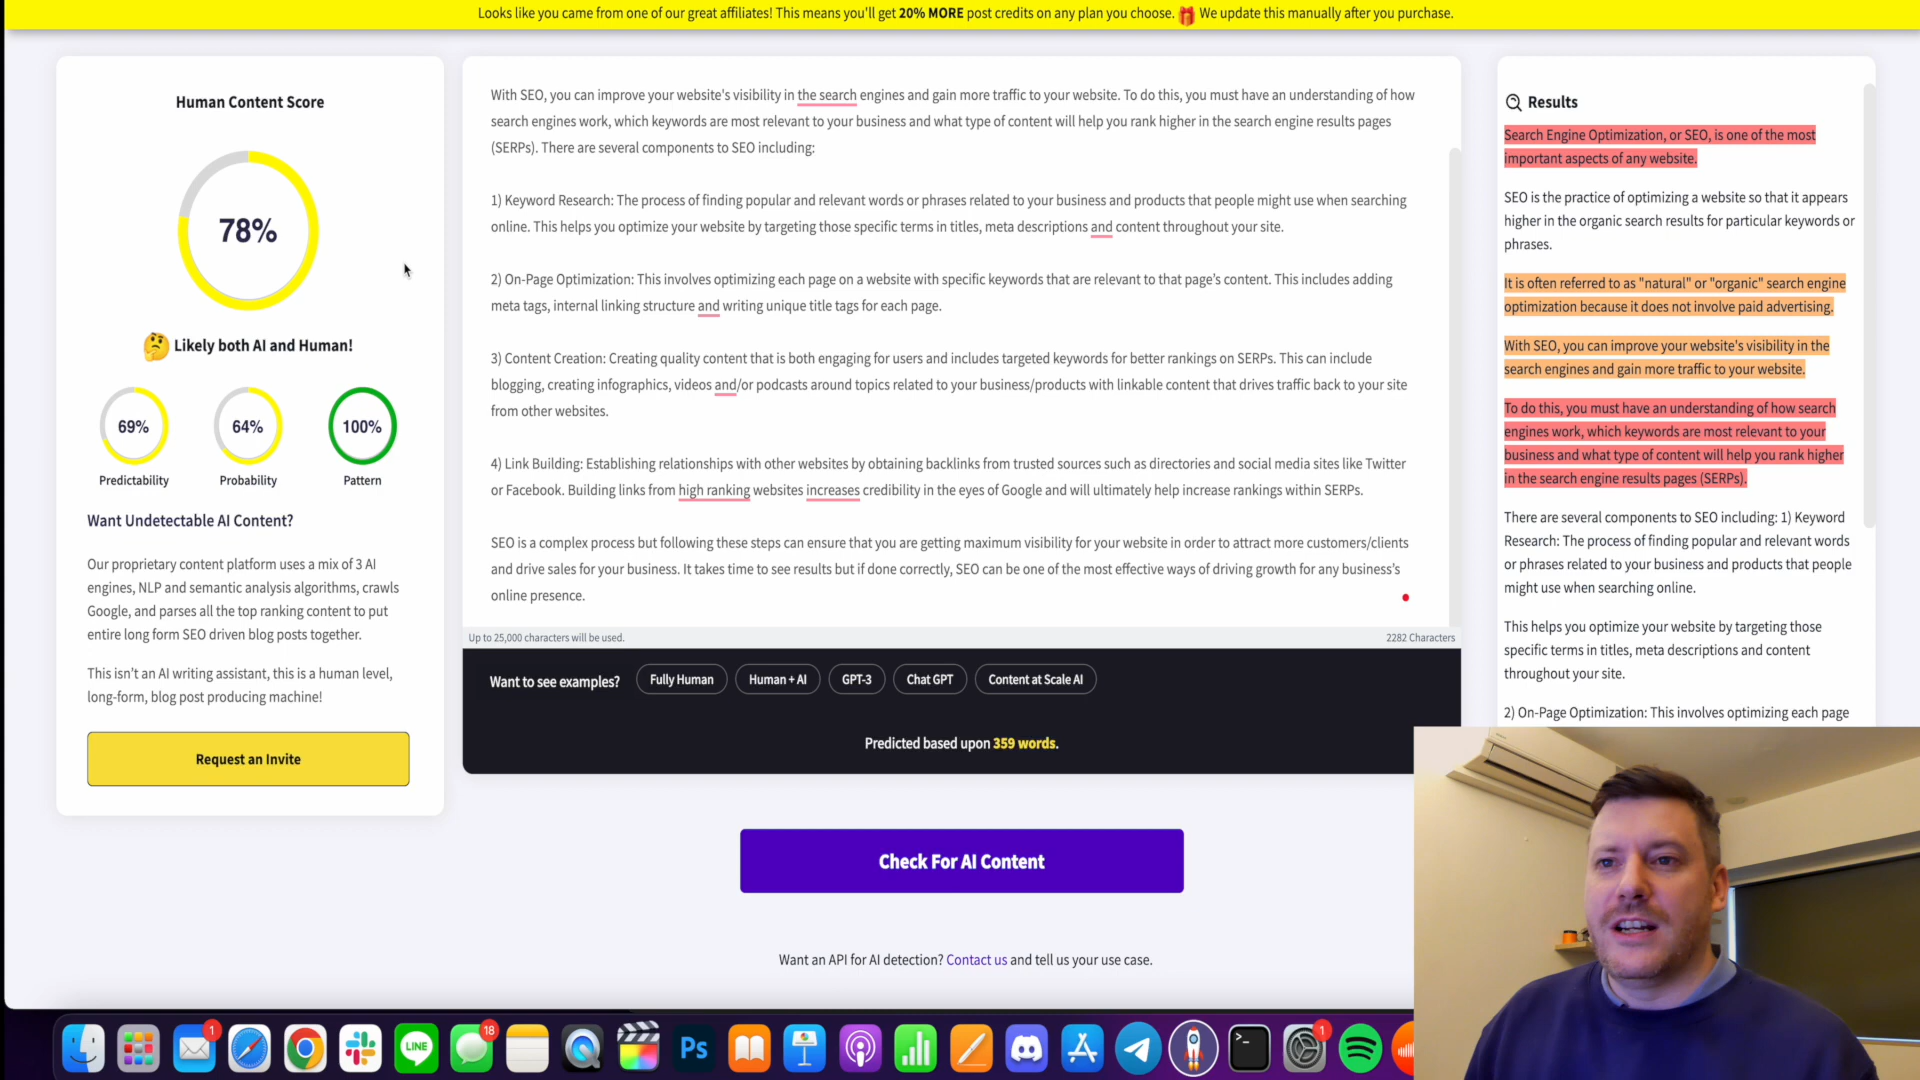 Looks like you came from one of our great affiliates! This means you'll get 20% MORE post credits on any plan you choose. We update this manually after you purchase.
Human Content Score
78%
Likely both AI and Human!
69%
64%
100%
Predictability
Probability
Pattern
Want Undetectable AI Content?
Our proprietary content platform uses a mix of 3 AI
engines, NLP and semantic analysis algorithms, crawls
Google, and parses all the top ranking content to put
entire long form SEO driven blog posts together.
This isn't an AI writing assistant, this is a human level,
long-form, blog post producing machine!
Request an Invite
With SEO, you can improve your website's visibility in the search engines and gain more traffic to your website. To do this, you must have an understanding of how
search engines work, which keywords are most relevant to your business and what type of content will help you rank higher in the search engine results pages
(SERPs). There are several components to SEO including:
1) Keyword Research: The process of finding popular and relevant words or phrases related to your business and products that people might use when searching
online. This helps you optimize your website by targeting those specific terms in titles, meta descriptions and content throughout your site.
2) On-Page Optimization: This involves optimizing each page on a website with specific keywords that are relevant to that page's content. This includes adding
meta tags, internal linking structure and writing unique title tags for each page.
3) Content Creation: Creating quality content that is both engaging for users and includes targeted keywords for better rankings on SERPs. This can include
blogging, creating infographics, videos and/or podcasts around topics related to your business/products with linkable content that drives traffic back to your site
from other websites.
4) Link Building: Establishing relationships with other websites by obtaining backlinks from trusted sources such as directories and social media sites like Twitter
or Facebook. Building links from high ranking websites increases credibility in the eyes of Google and will ultimately help increase rankings within SERPs.
SEO is a complex process but following these steps can ensure that you are getting maximum visibility for your website in order to attract more customers/clients
and drive sales for your business. It takes time to see results but if done correctly, SEO can be one of the most effective ways of driving growth for any business's
online presence.
Up to 25,000 characters will be used.
2282 Characters
Want to see examples?
Fully Human
Human + AI
GPT-3
Chat GPT
Content at Scale AI
Predicted based upon 359 words.
Check For AI Content
Want an API for AI detection? Contact us and tell us your use case.
Results
Search Engine Optimization, or SEO, is one of the most
important aspects of any website.
SEO is the practice of optimizing a website so that it appears
higher in the organic search results for particular keywords or
phrases.
It is often referred to as "natural" or "organic" search engine
optimization because it does not involve paid advertising.
With SEO, you can improve your website's visibility in the
search engines and gain more traffic to your website.
To do this, you must have an understanding of how search
engines work, which keywords are most relevant to your
business and what type of content will help you rank higher
in the search engine results pages (SERPs).
There are several components to SEO including: 1) Keyword
Research: The process of finding popular and relevant words
or phrases related to your business and products that people
might use when searching online.
This helps you optimize your website by targeting those
specific terms in titles, meta descriptions and content
throughout your site.
2) On-Page Optimization: This involves optimizing each page
1
LINE
18
Ps
1